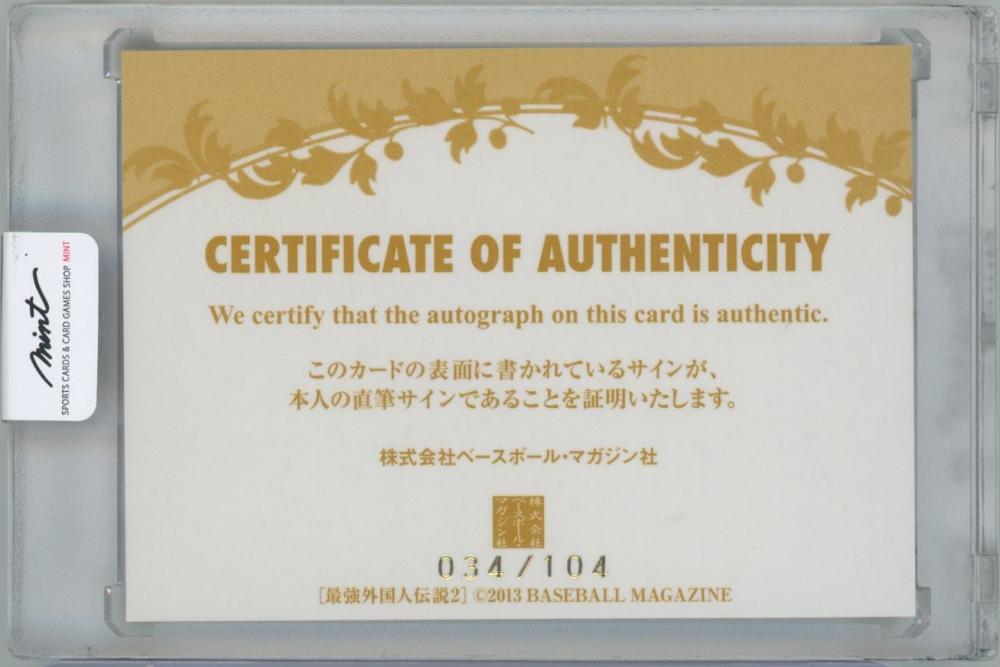 CERTIFICATE OF AUTHENTICITY
We certify that the autograph on this card is authentic.
このカードの表面に書かれているサインが、
本人の直筆サインであることを証明いたします。
株式会社ベースボール・マガジン社
株式会社
ベースボール・
マガジン社
034/104
[最強外国人伝説2] ©2013 BASEBALL MAGAZINE
mint
SPORTS CARDS & CARD GAMES SHOP MINT